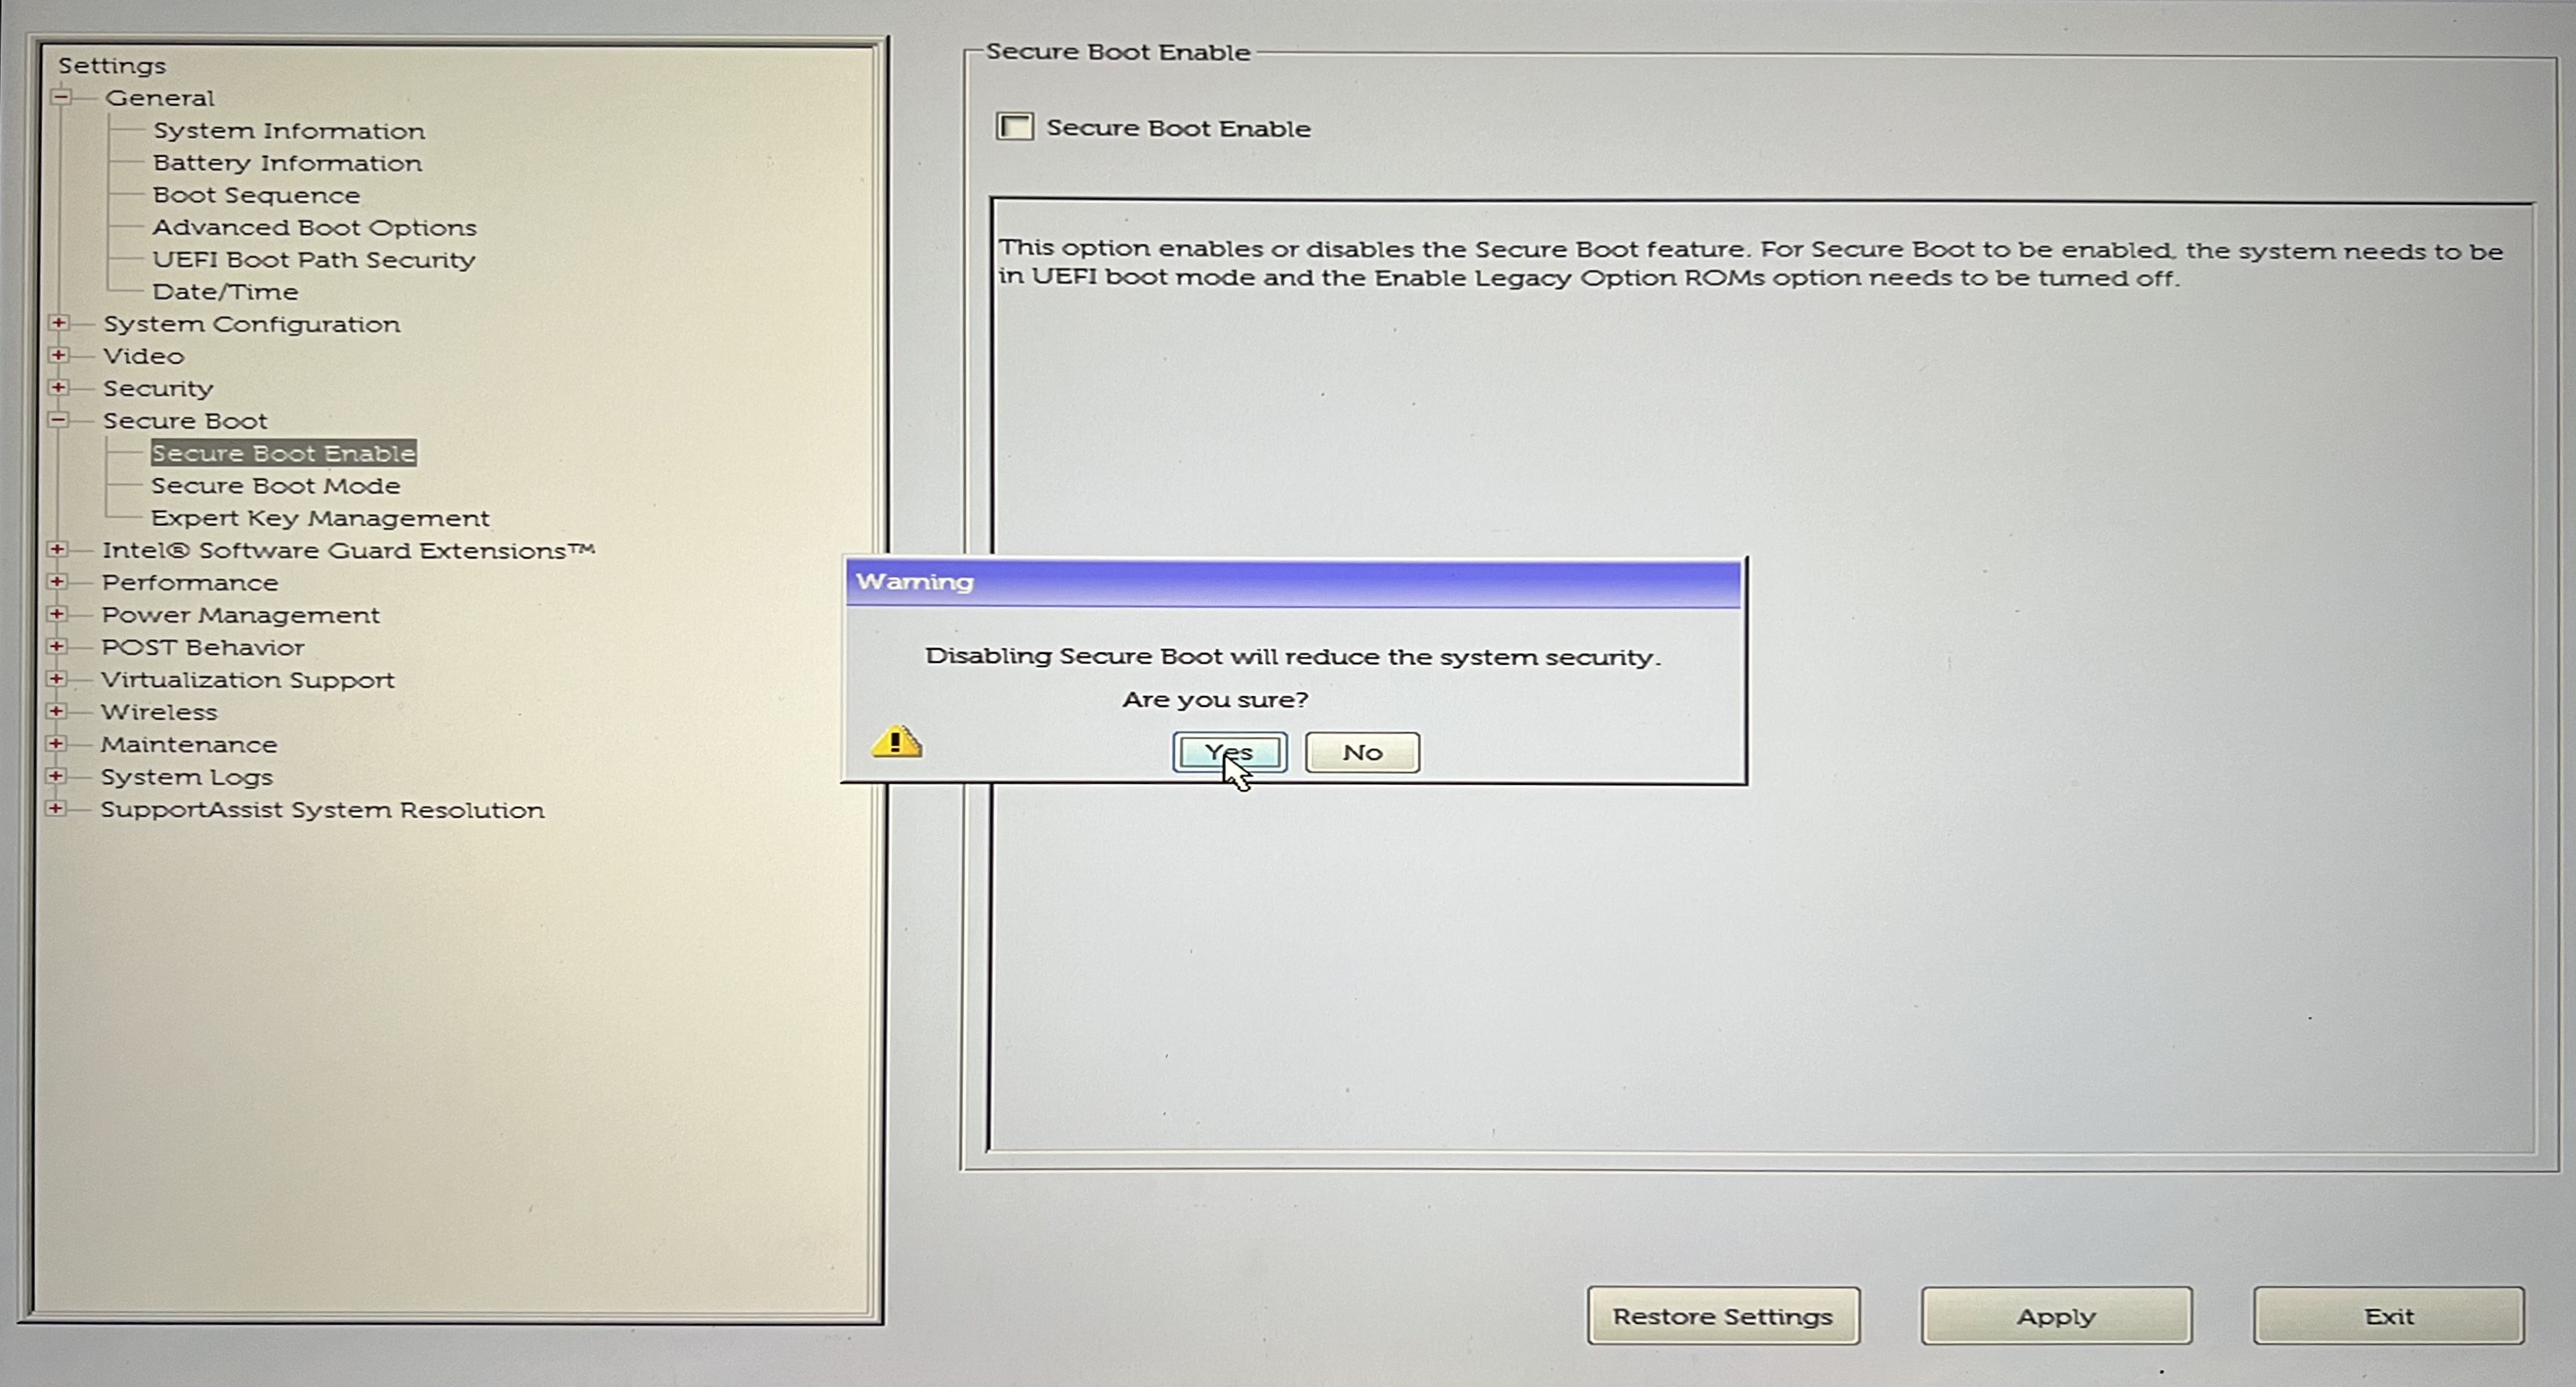 Settings
General
System Information
Battery Information
Boot Sequence
Advanced Boot Options
UEFI Boot Path Security
Date/Time
System Configuration
Video
Security
Secure Boot
Secure Boot Enable
Secure Boot Mode
Expert Key Management
Intel® Software Guard Extensions™
Performance
Power Management
POST Behavior
Virtualization Support
Wireless
Maintenance
System Logs
SupportAssist System Resolution
Secure Boot Enable
Secure Boot Enable
This option enables or disables the Secure Boot feature. For Secure Boot to be enabled, the system needs to be
in UEFI boot mode and the Enable Legacy Option ROMs option needs to be turned off.
Warning
Disabling Secure Boot will reduce the system security.
Are you sure?
Yes No
Restore Settings Apply Exit